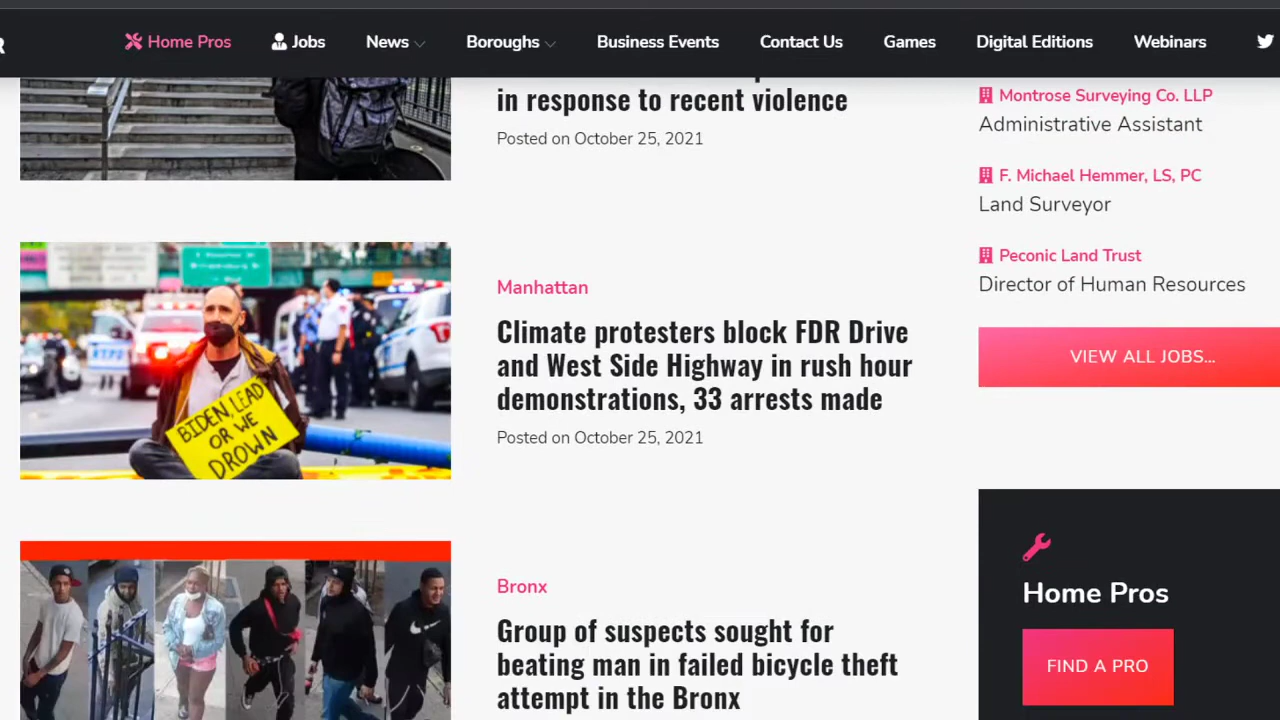 Home Pros Jobs News Boroughs Business Events Contact Us Games Digital Editions Webinars
in response to recent violence
Posted on October 25, 2021
Montrose Surveying Co. LLP
Administrative Assistant
F. Michael Hemmer, LS, PC
Land Surveyor
Peconic Land Trust
Director of Human Resources
VIEW ALL JOBS...
BIDEN, LEAD
OR WE
DROWN
Manhattan
Climate protesters block FDR Drive
and West Side Highway in rush hour
demonstrations, 33 arrests made
Posted on October 25, 2021
Bronx
Group of suspects sought for
beating man in failed bicycle theft
attempt in the Bronx
Home Pros
FIND A PRO